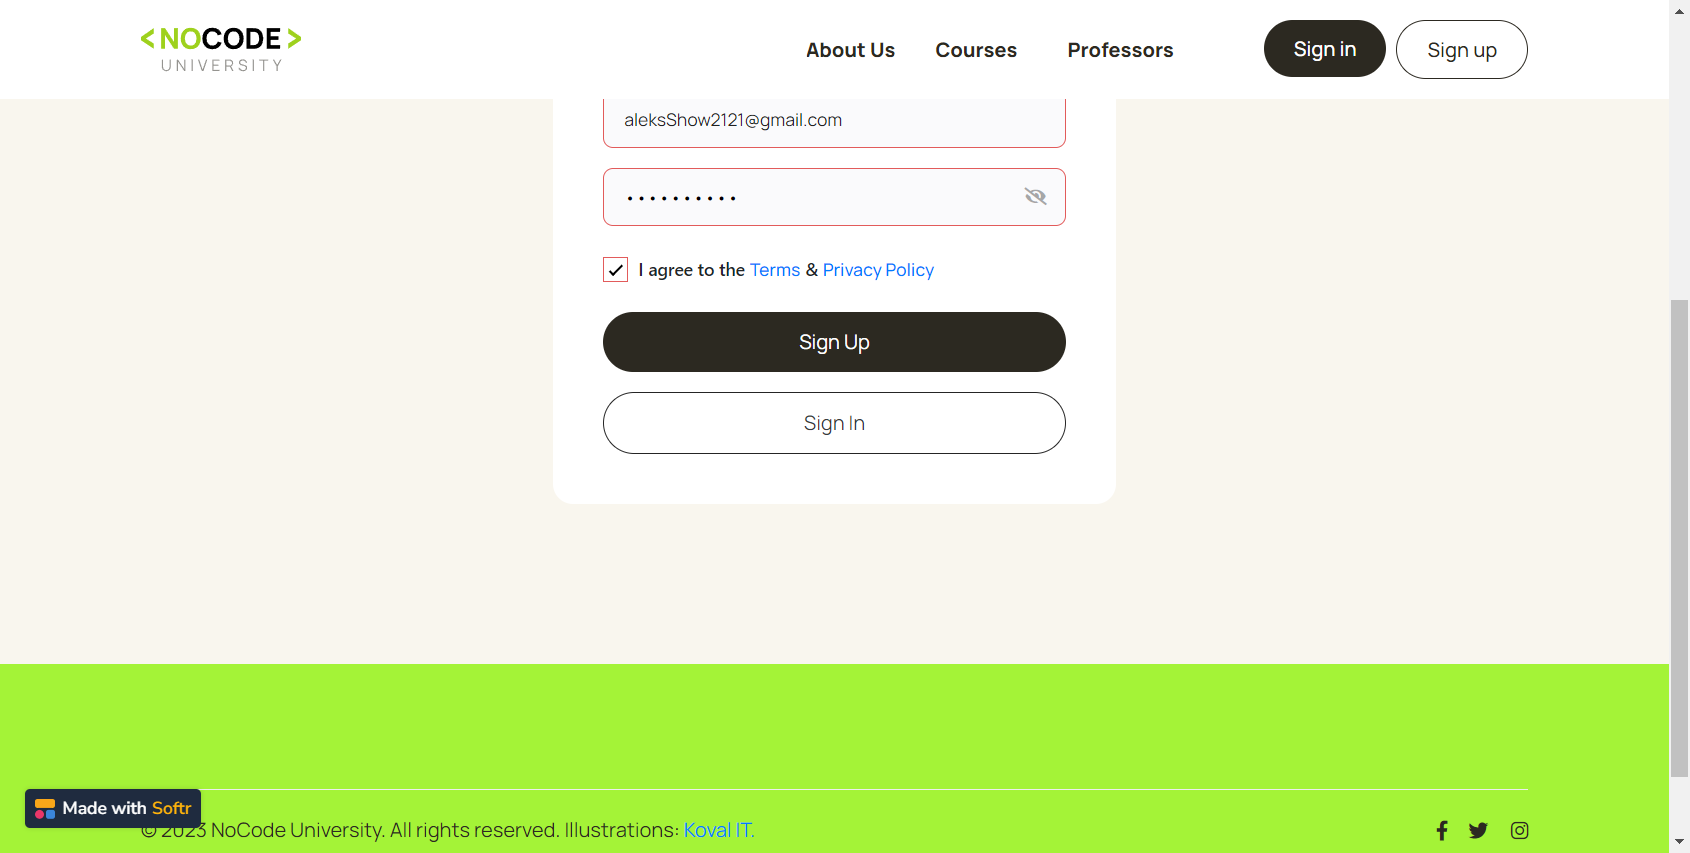 <NOCODE>
UNIVERSITY
About Us
Courses
Professors
Sign in
Sign up
aleksShow2121@gmail.com
••••••••••
I agree to the Terms & Privacy Policy
Sign Up
Sign In
Made with Softr
© 2023 NoCode University. All rights reserved. Illustrations: Koval IT.